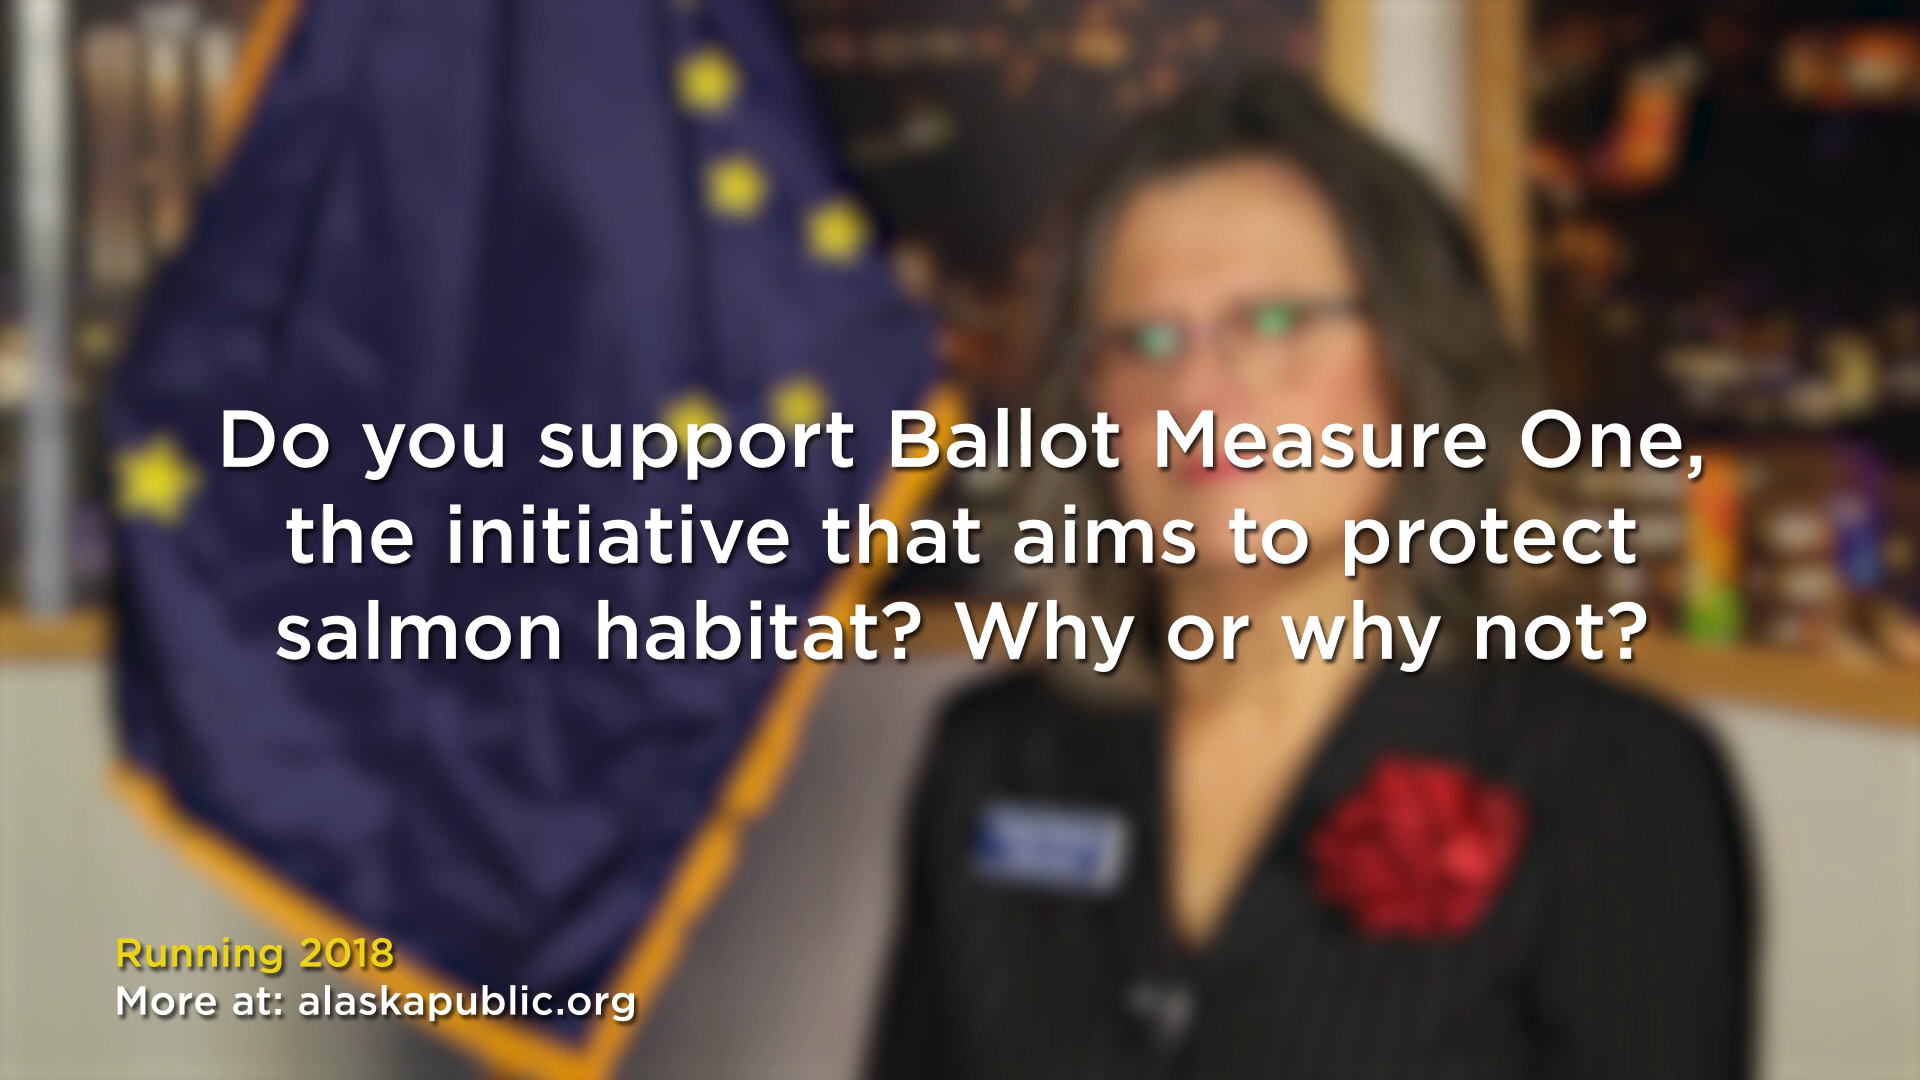 Do you support Ballot Measure One,
the initiative that aims to protect
salmon habitat? Why or why not?
Running 2018
More at: alaskapublic.org